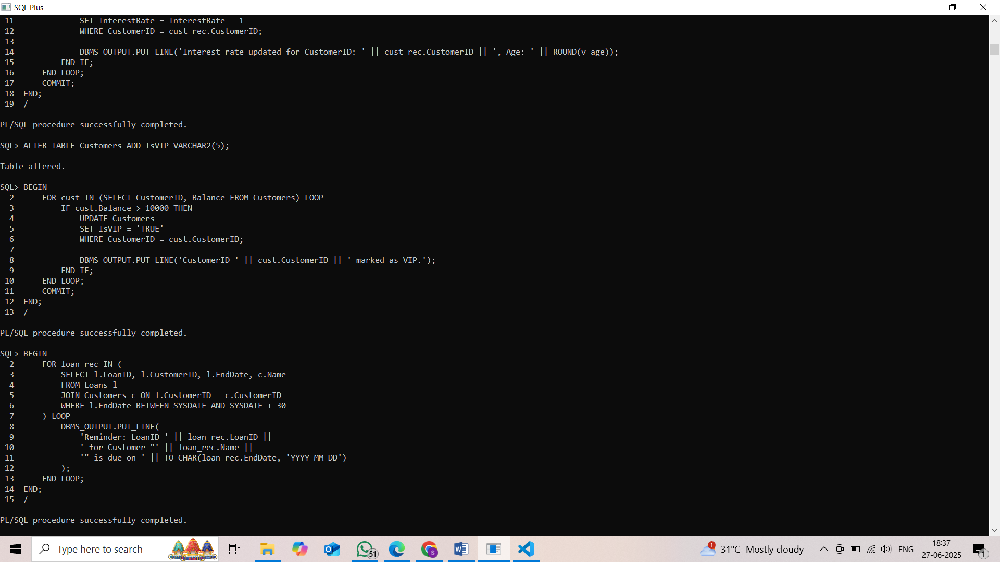 SQL Plus
11              SET InterestRate = InterestRate - 1
12              WHERE CustomerID = cust_rec.CustomerID;
13
14              DBMS_OUTPUT.PUT_LINE('Interest rate updated for CustomerID: ' || cust_rec.CustomerID || ', Age: ' || ROUND(v_age));
15          END IF;
16      END LOOP;
17      COMMIT;
18  END;
19  /
PL/SQL procedure successfully completed.
SQL> ALTER TABLE Customers ADD IsVIP VARCHAR2(5);
Table altered.
SQL> BEGIN
2      FOR cust IN (SELECT CustomerID, Balance FROM Customers) LOOP
3          IF cust.Balance > 10000 THEN
4              UPDATE Customers
5              SET IsVIP = 'TRUE'
6              WHERE CustomerID = cust.CustomerID;
7
8              DBMS_OUTPUT.PUT_LINE('CustomerID ' || cust.CustomerID || ' marked as VIP.');
9          END IF;
10      END LOOP;
11      COMMIT;
12  END;
13  /
PL/SQL procedure successfully completed.
SQL> BEGIN
2      FOR loan_rec IN (
3          SELECT l.LoanID, l.CustomerID, l.EndDate, c.Name
4          FROM Loans l
5          JOIN Customers c ON l.CustomerID = c.CustomerID
6          WHERE l.EndDate BETWEEN SYSDATE AND SYSDATE + 30
7      ) LOOP
8          DBMS_OUTPUT.PUT_LINE(
9              'Reminder: LoanID ' || loan_rec.LoanID ||
10              ' for Customer "' || loan_rec.Name ||
11              '" is due on ' || TO_CHAR(loan_rec.EndDate, 'YYYY-MM-DD')
12          );
13      END LOOP;
14  END;
15  /
PL/SQL procedure successfully completed.
Type here to search
51
S
W
1
31°C Mostly cloudy
ENG
18:37
27-06-2025
1